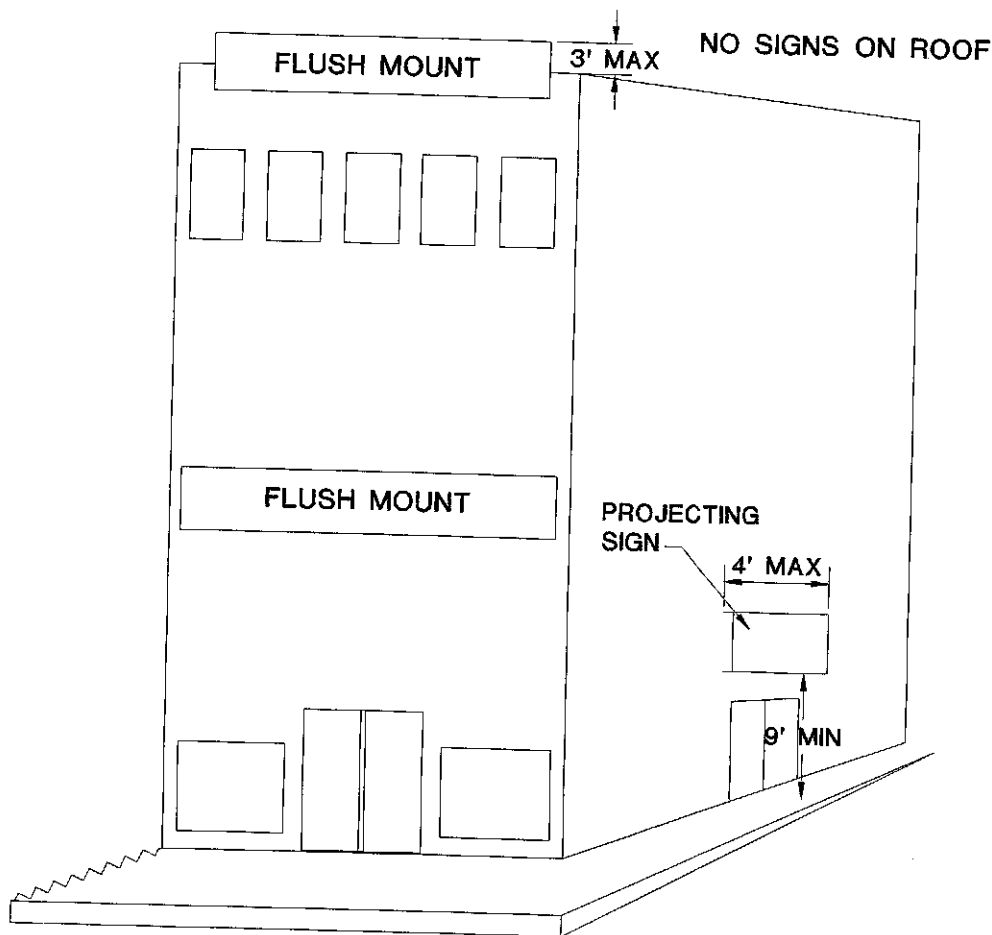 NO SIGNS ON ROOF
FLUSH MOUNT
3' MAX
FLUSH MOUNT
PROJECTING
SIGN
4' MAX
9' MIN